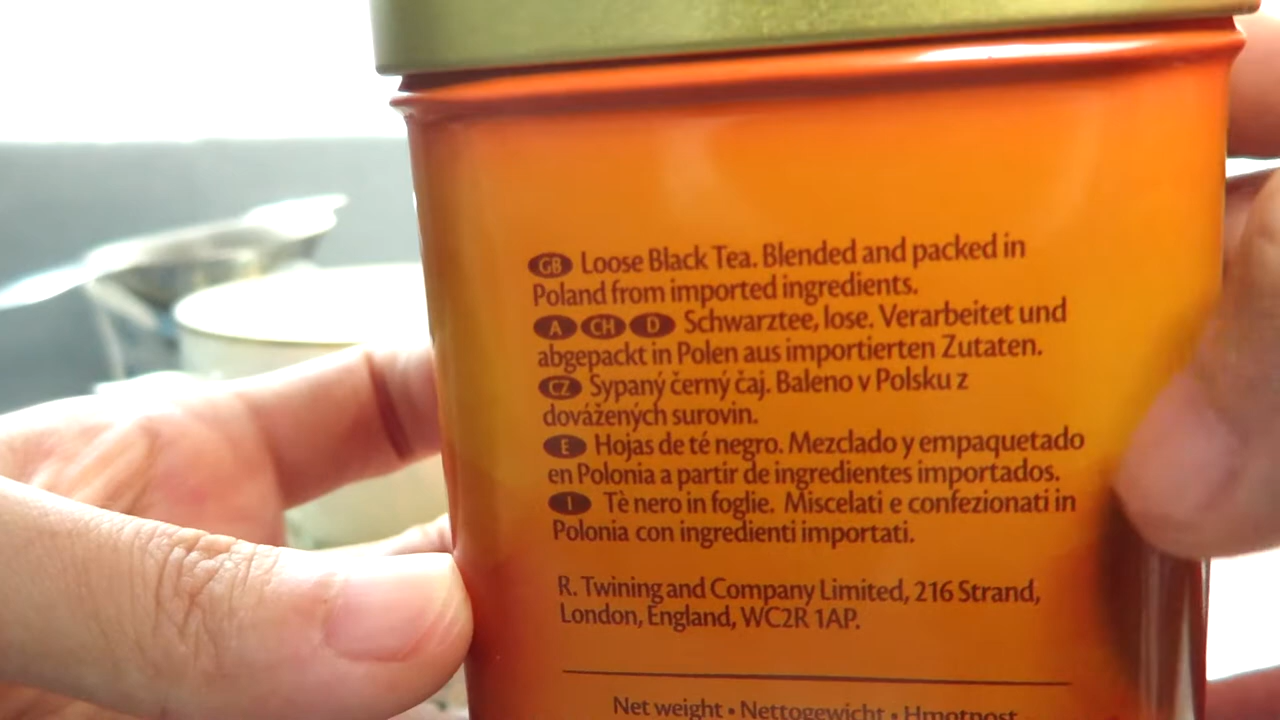 GB Loose Black Tea. Blended and packed in
Poland from imported ingredients.
A CH D Schwarztee, lose. Verarbeitet und
abgepackt in Polen aus importierten Zutaten.
CZ Sypaný černý čaj. Baleno v Polsku z
dovážených surovin.
E Hojas de té negro. Mezclado y empaquetado
en Polonia a partir de ingredientes importados.
I Tè nero in foglie. Miscelati e confezionati in
Polonia con ingredienti importati.
R. Twining and Company Limited, 216 Strand,
London, England, WC2R 1AP.
Net weight • Nettogewicht • Hmotnost